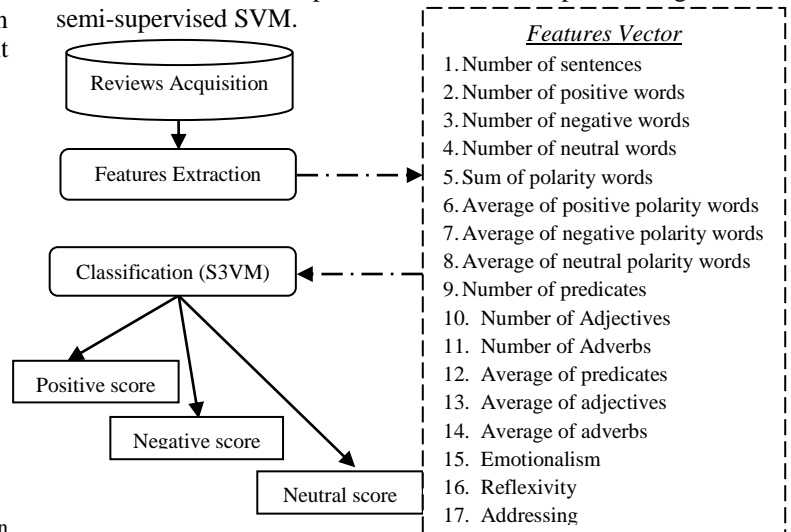 semi-supervised SVM.
Reviews Acquisition
Features Extraction
Classification (S3VM)
Positive score
Negative score
Neutral score
Features Vector
1. Number of sentences
2. Number of positive words
3. Number of negative words
4. Number of neutral words
5. Sum of polarity words
6. Average of positive polarity words
7. Average of negative polarity words
8. Average of neutral polarity words
9. Number of predicates
10. Number of Adjectives
11. Number of Adverbs
12. Average of predicates
13. Average of adjectives
14. Average of adverbs
15. Emotionalism
16. Reflexivity
17. Addressing